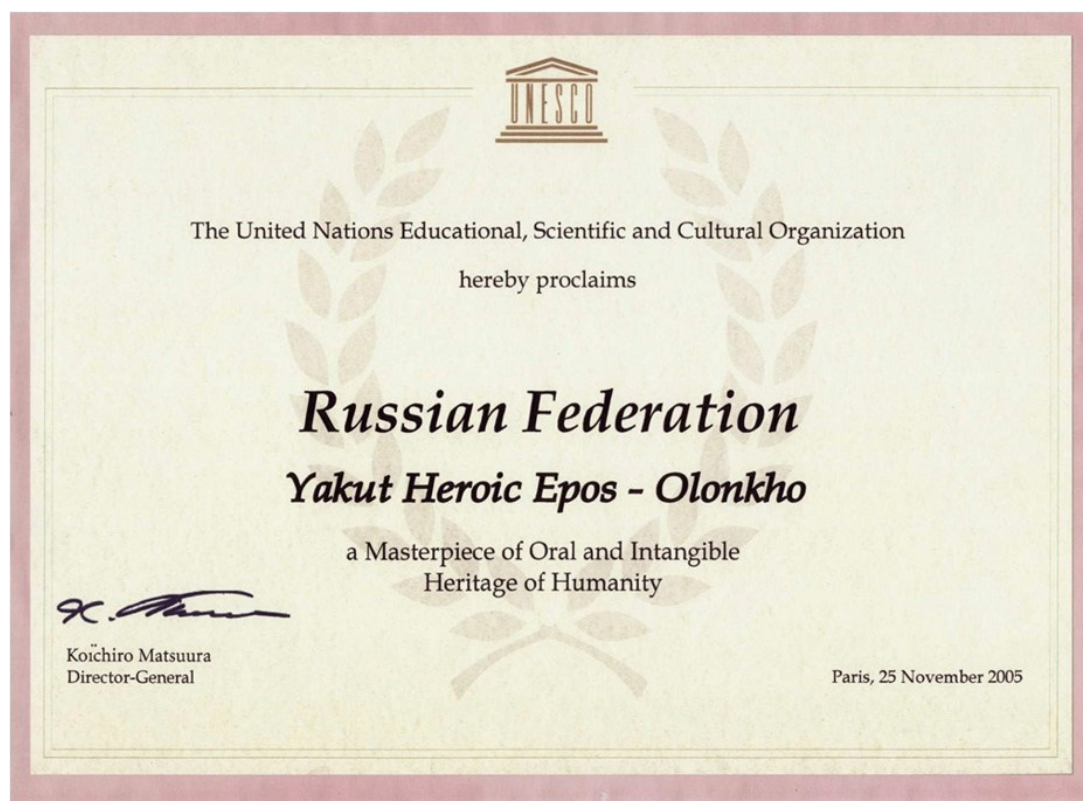 UNESCO
The United Nations Educational, Scientific and Cultural Organization
hereby proclaims
Russian Federation
Yakut Heroic Epos - Olonkho
a Masterpiece of Oral and Intangible
Heritage of Humanity
Koïchiro Matsuura
Director-General
Paris, 25 November 2005